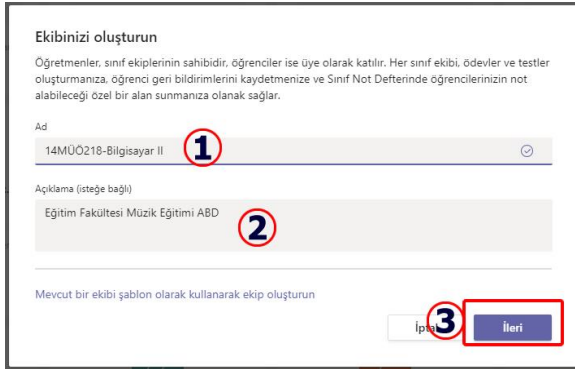 Ekibinizi oluşturun
Öğretmenler, sınıf ekiplerinin sahibidir, öğrenciler ise üye olarak katılır. Her sınıf ekibi, ödevler ve testler
oluşturmanıza, öğrenci geri bildirimlerini kaydetmenize ve Sınıf Not Defterinde öğrencilerinizin not
alabileceği özel bir alan sunmanıza olanak sağlar.
Ad
14MÜÖ218-Bilgisayar II 1
Açıklama (isteğe bağlı)
Eğitim Fakültesi Müzik Eğitimi ABD
2
Mevcut bir ekibi şablon olarak kullanarak ekip oluşturun
3 İleri